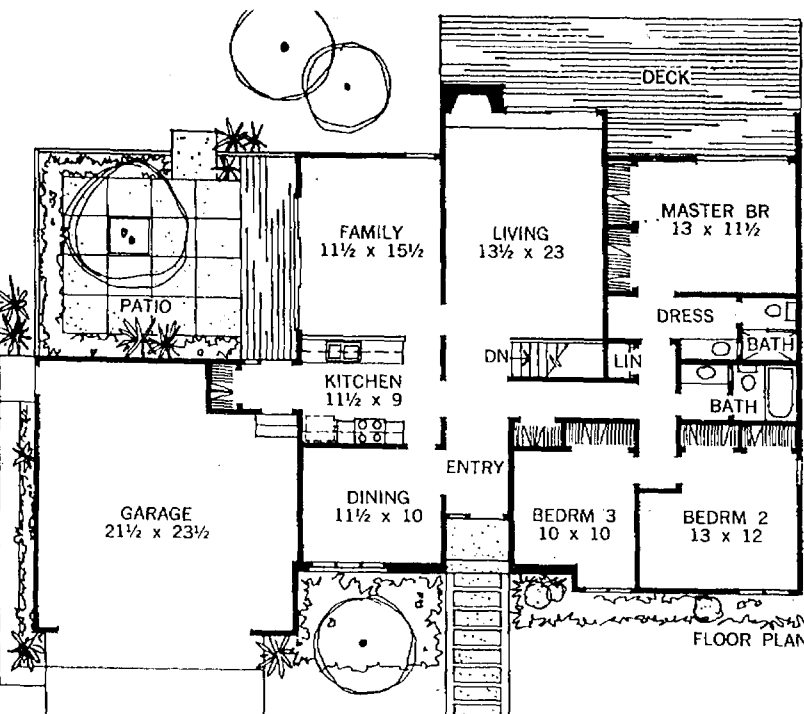 DECK
FAMILY
11½ x 15½
LIVING
13½ x 23
MASTER BR
13 x 11½
PATIO
DRESS
BATH
DN
LIN
KITCHEN
11½ x 9
BATH
ENTRY
DINING
11½ x 10
GARAGE
21½ x 23½
BEDRM 3
10 x 10
BEDRM 2
13 x 12
FLOOR PLAN